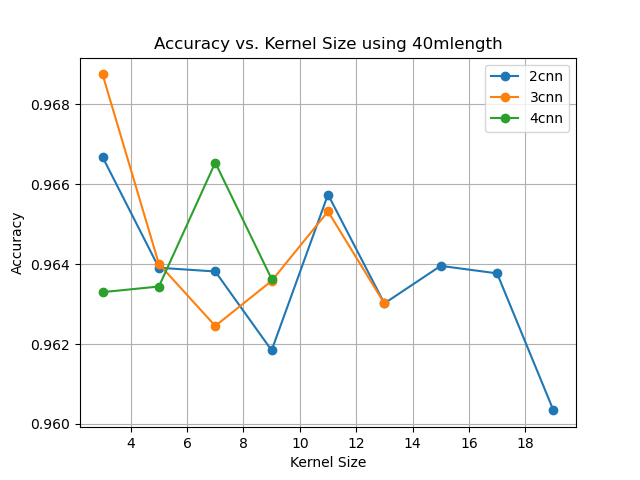 Accuracy vs. Kernel Size using 40mlength
2cnn
3cnn
4cnn
0.968
0.966
0.964
0.962
0.960
Accuracy
4 6 8 10 12 14 16 18
Kernel Size